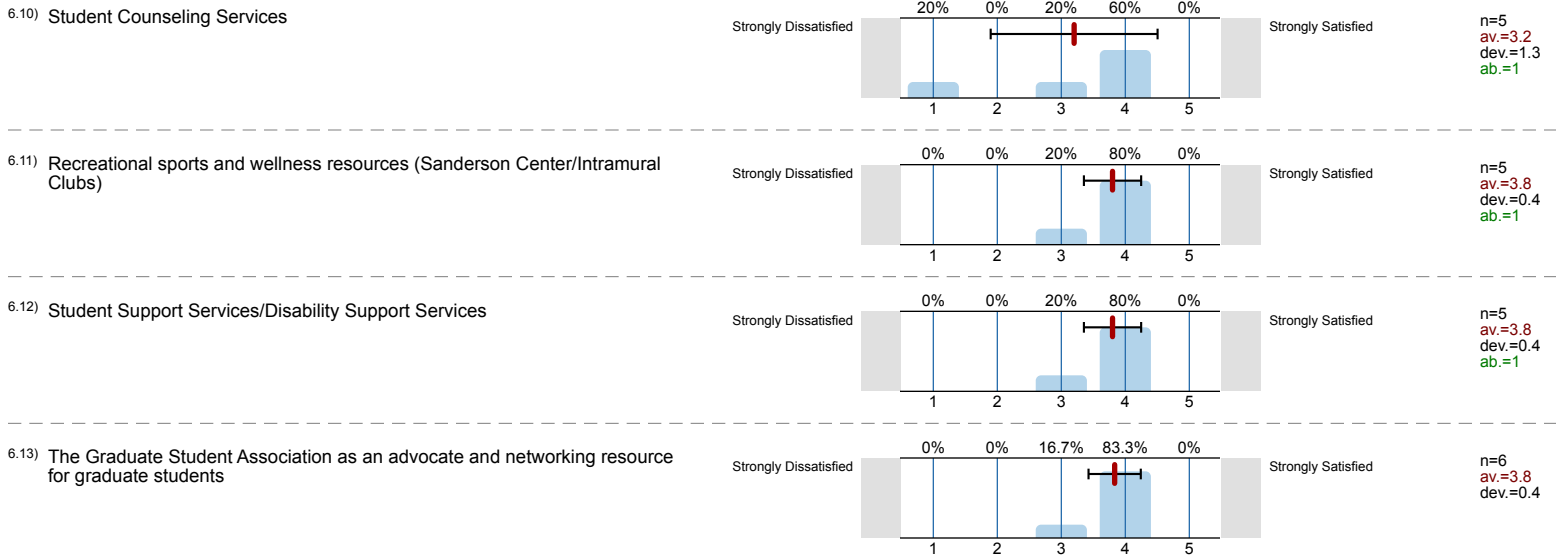 6.10) Student Counseling Services
20% 0% 20% 60% 0%
Strongly Dissatisfied
Strongly Satisfied
1 2 3 4 5
n=5
av.=3.2
dev.=1.3
ab.=1
6.11) Recreational sports and wellness resources (Sanderson Center/Intramural
Clubs)
0% 0% 20% 80% 0%
Strongly Dissatisfied
Strongly Satisfied
1 2 3 4 5
n=5
av.=3.8
dev.=0.4
ab.=1
6.12) Student Support Services/Disability Support Services
0% 0% 20% 80% 0%
Strongly Dissatisfied
Strongly Satisfied
1 2 3 4 5
n=5
av.=3.8
dev.=0.4
ab.=1
6.13) The Graduate Student Association as an advocate and networking resource
for graduate students
0% 0% 16.7% 83.3% 0%
Strongly Dissatisfied
Strongly Satisfied
1 2 3 4 5
n=6
av.=3.8
dev.=0.4